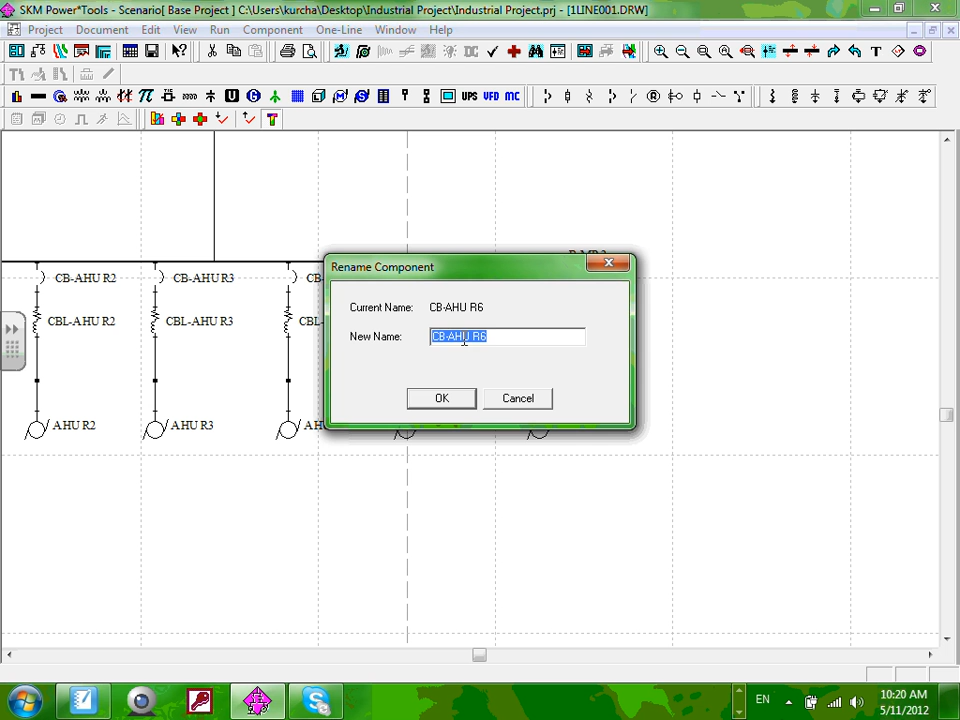 SKM Power*Tools - Scenario[ Base Project ] C:\Users\kurcha\Desktop\Industrial Project\Industrial Project.prj - [1LINE001.DRW]
Project Document Edit View Run Component One-Line Window Help
DC T
UPS VFD MC
CB-AHU R2 CB-AHU R3
CBL-AHU R2 CBL-AHU R3
AHU R2 AHU R3
Rename Component
Current Name: CB-AHU R6
New Name: CB-AHU R6
OK Cancel
EN 10:20 AM
5/11/2012